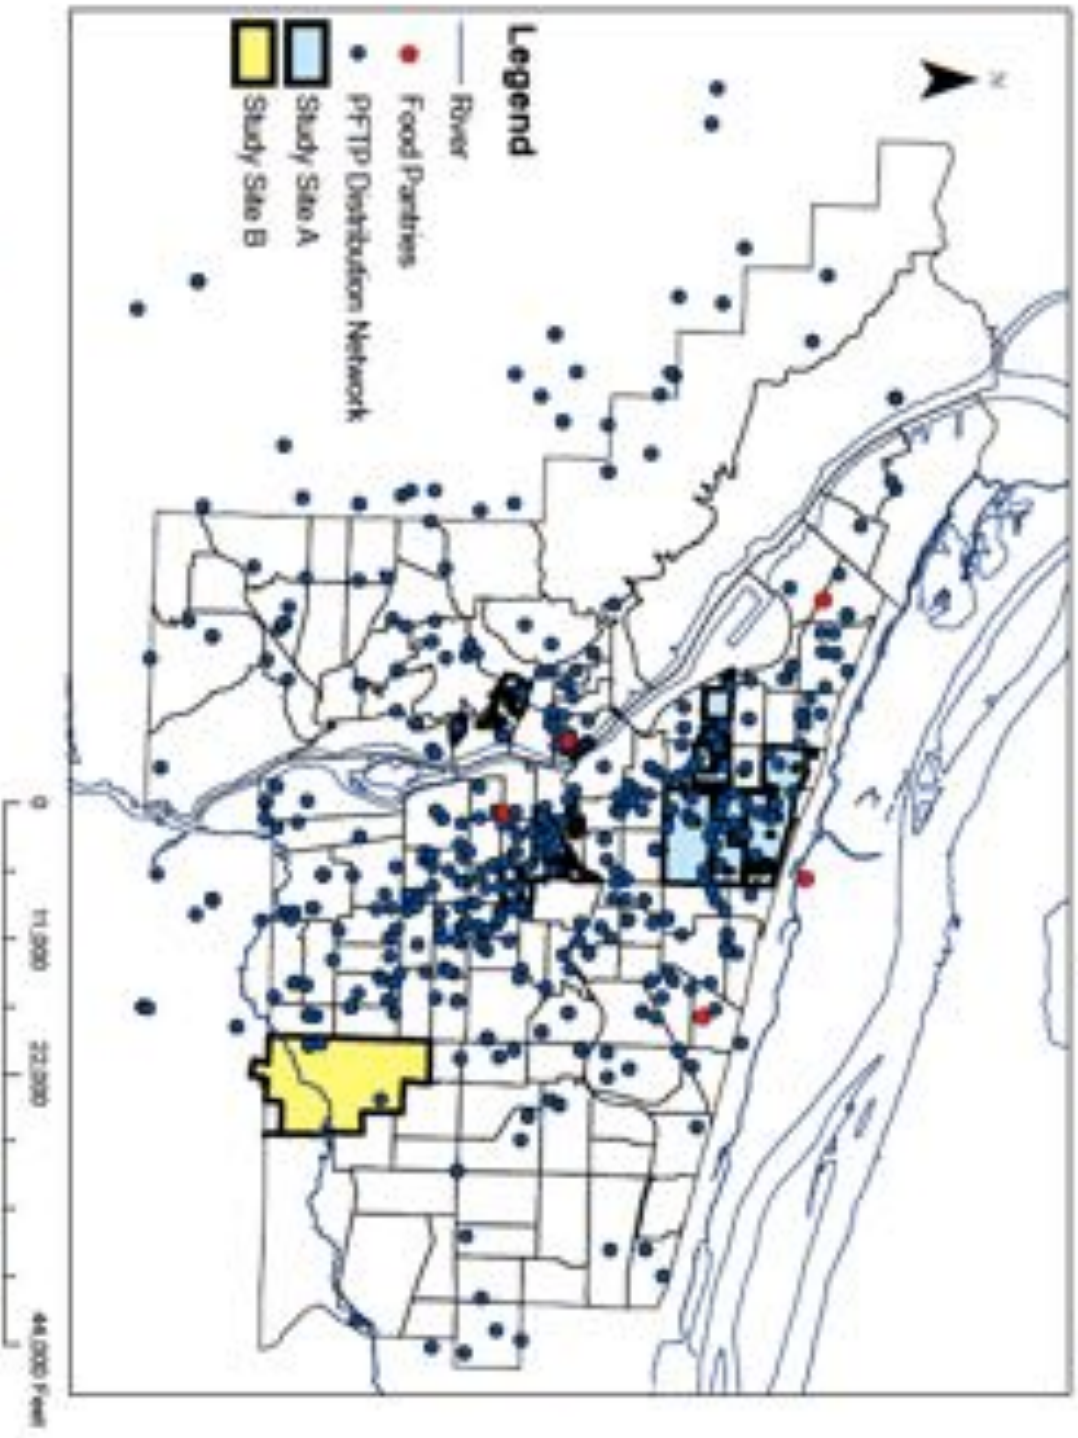 N
Legend
River
Food Pantries
PFTP Distribution Network
Study Site A
Study Site B
0
11,000
22,000
44,000 Feet